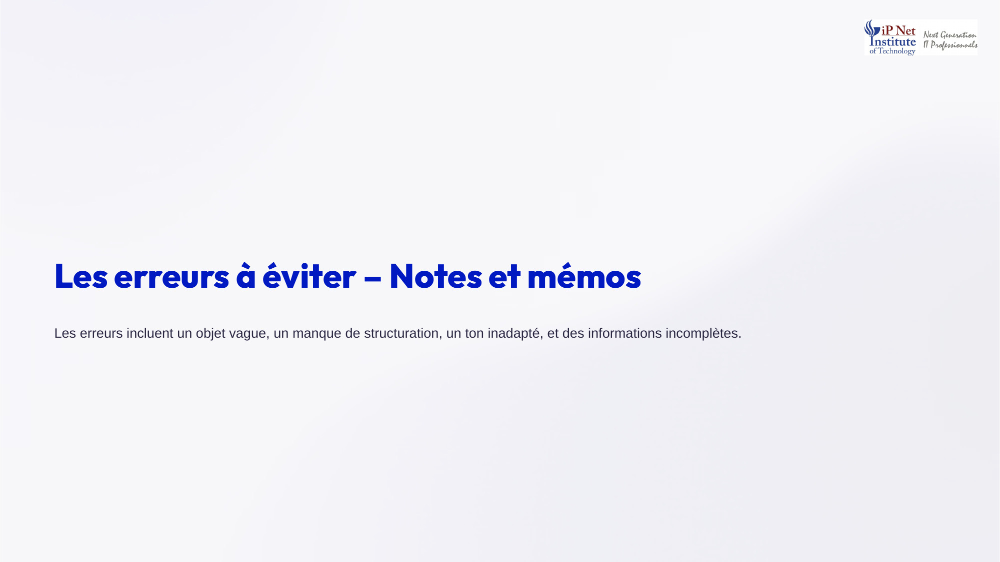 iP Net
Institute
of Technology
Next Generation
IT Professionnels
Les erreurs à éviter – Notes et mémos
Les erreurs incluent un objet vague, un manque de structuration, un ton inadapté, et des informations incomplètes.